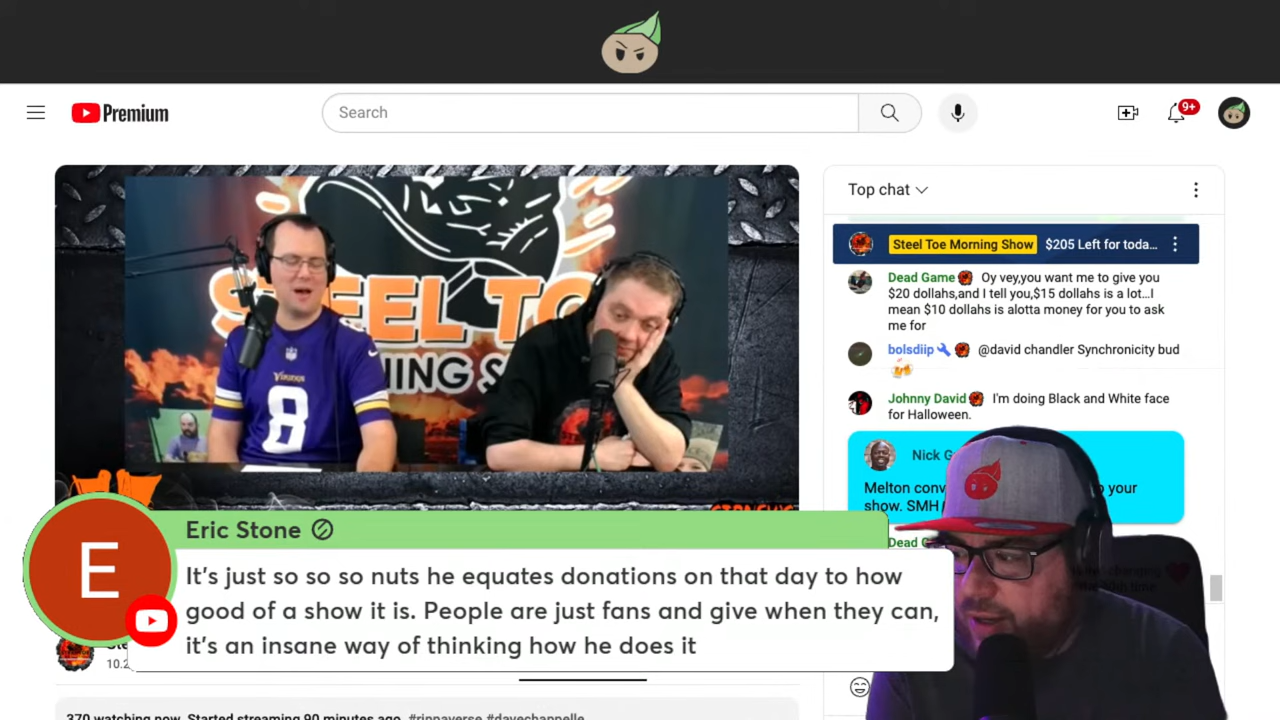 Premium
Search
9+
Top chat
Steel Toe Morning Show $205 Left for toda...
Dead Game Oy vey,you want me to give you
$20 dollahs,and I tell you,$15 dollahs is a lot...I
mean $10 dollahs is alotta money for you to ask
me for
bolsdiip @david chandler Synchronicity bud
Johnny David I'm doing Black and White face
for Halloween.
Nick G
Melton conv
your
show. SMH
Dead G
STEEL TO
NING S
VIKINGS
8
E
Eric Stone
It's just so so so nuts he equates donations on that day to how
good of a show it is. People are just fans and give when they can,
it's an insane way of thinking how he does it
Ste
10.2
370 watching now Started streaming 90 minutes ago #rippaverse #davechappelle